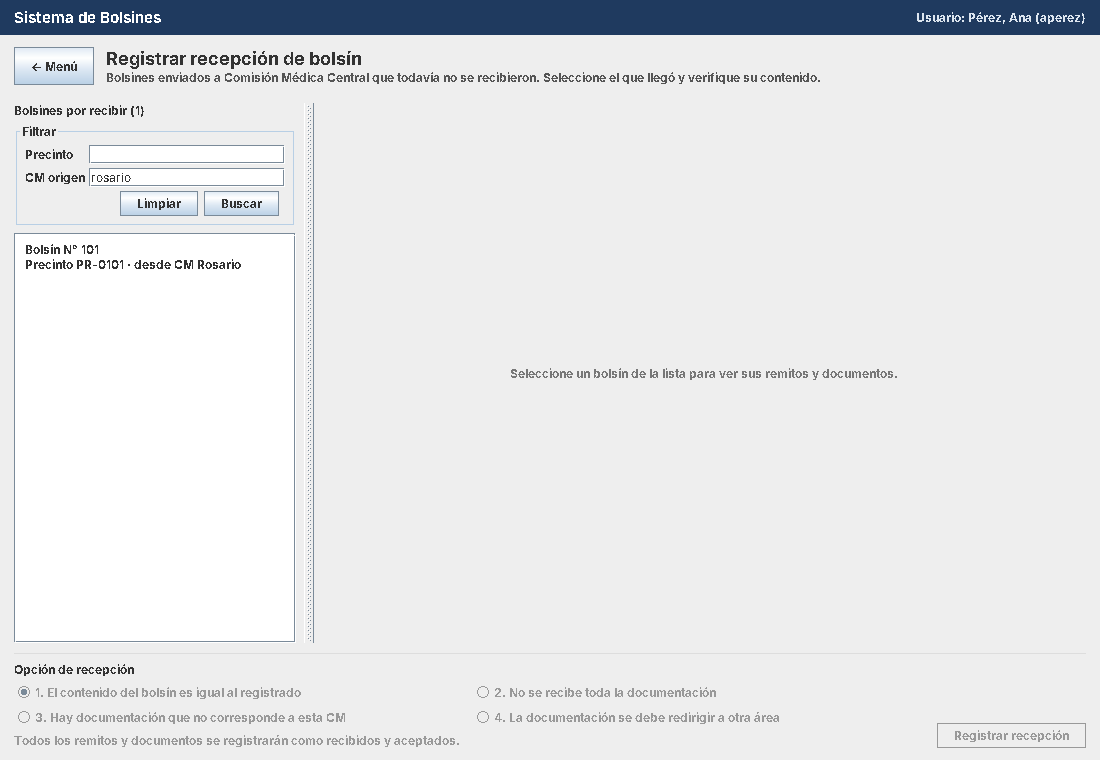 Sistema de Bolsines
Usuario: Pérez, Ana (aperez)
← Menú
Registrar recepción de bolsín
Bolsines enviados a Comisión Médica Central que todavía no se recibieron. Seleccione el que llegó y verifique su contenido.
Bolsines por recibir (1)
Filtrar
Precinto
CM origen rosario
Limpiar Buscar
Bolsín N° 101
Precinto PR-0101 · desde CM Rosario
Seleccione un bolsín de la lista para ver sus remitos y documentos.
Opción de recepción
1. El contenido del bolsín es igual al registrado
2. No se recibe toda la documentación
3. Hay documentación que no corresponde a esta CM
4. La documentación se debe redirigir a otra área
Todos los remitos y documentos se registrarán como recibidos y aceptados.
Registrar recepción